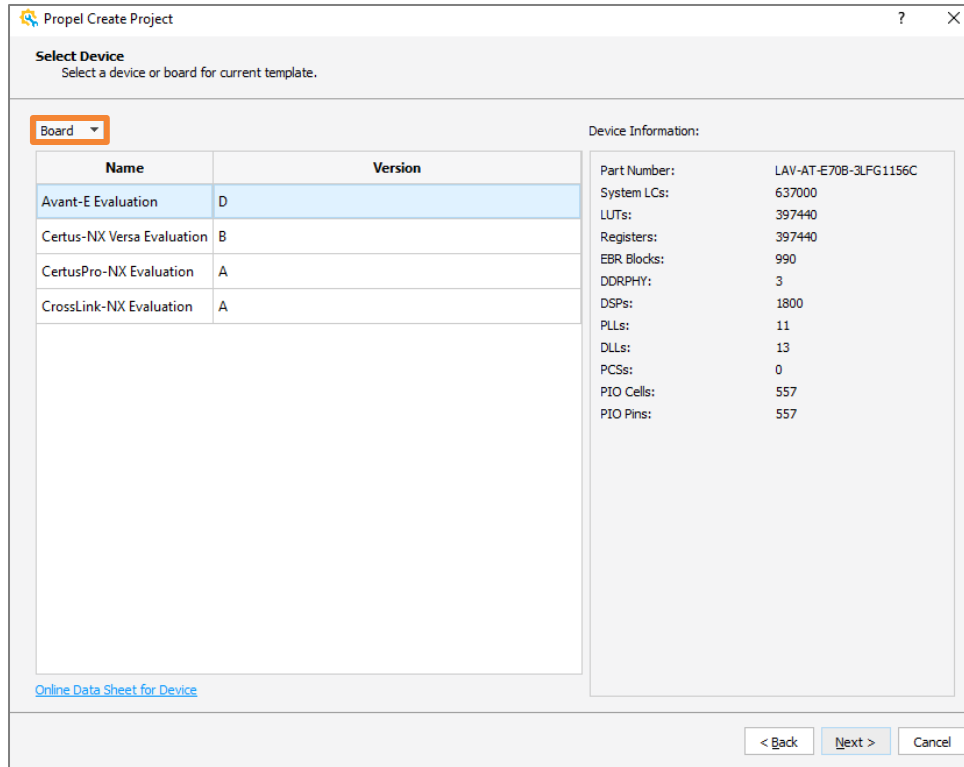 Propel Create Project ?
Select Device
Select a device or board for current template.
Board
Device Information:
Name Version
Avant-E Evaluation D
Certus-NX Versa Evaluation B
CertusPro-NX Evaluation A
CrossLink-NX Evaluation A
Part Number: LAV-AT-E70B-3LFG1156C
System LCs: 637000
LUTs: 397440
Registers: 397440
EBR Blocks: 990
DDRPHY: 3
DSPs: 1800
PLLs: 11
DLLs: 13
PCSs: 0
PIO Cells: 557
PIO Pins: 557
Online Data Sheet for Device
< Back Next > Cancel